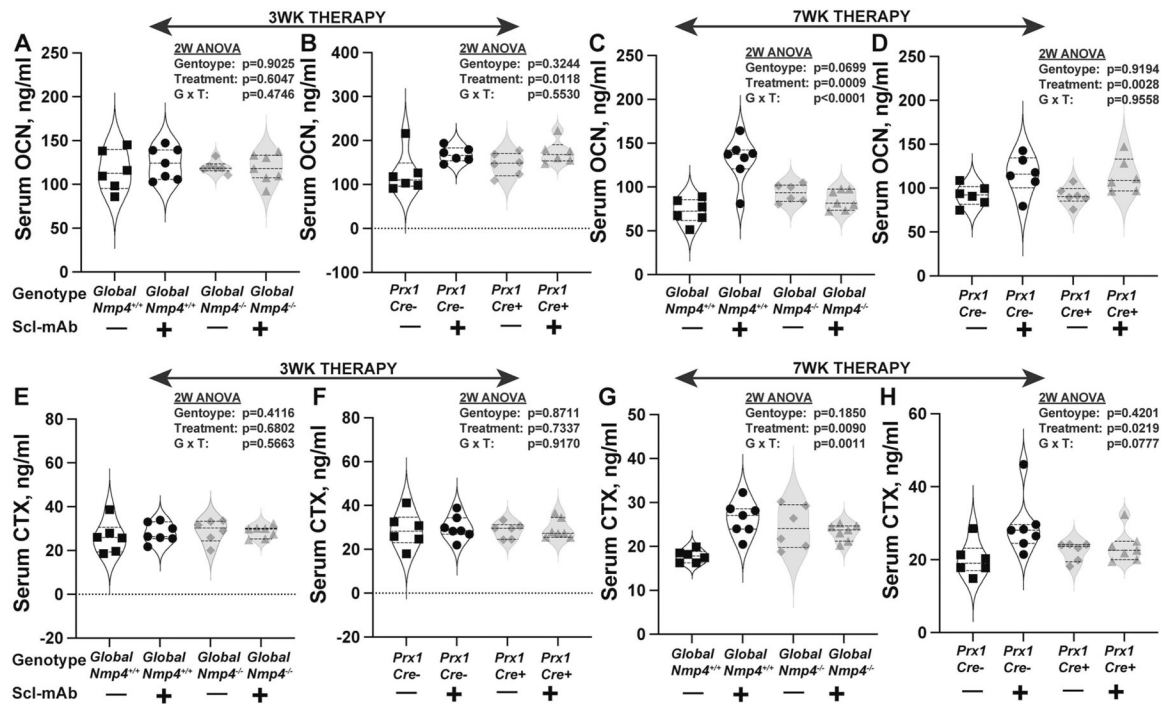 3WK THERAPY
7WK THERAPY
A
2W ANOVA
Gentoype: p=0.9025
Treatment: p=0.6047
G x T: p=0.4746
Serum OCN, ng/ml
250
200
150
100
50
0
B
2W ANOVA
Gentoype: p=0.3244
Treatment: p=0.0118
G x T: p=0.5530
Serum OCN, ng/ml
400
300
200
100
0
-100
C
2W ANOVA
Gentoype: p=0.0699
Treatment: p=0.0009
G x T: p<0.0001
Serum OCN, ng/ml
250
200
150
100
50
0
D
2W ANOVA
Gentoype: p=0.9194
Treatment: p=0.0028
G x T: p=0.9558
Serum OCN, ng/ml
200
150
100
50
0
Genotype
Global Global Global Global
Nmp4+/+ Nmp4+/+ Nmp4-/- Nmp4-/-
Prx1 Prx1 Prx1 Prx1
Cre- Cre- Cre+ Cre+
Global Global Global Global
Nmp4+/+ Nmp4+/+ Nmp4-/- Nmp4-/-
Prx1 Prx1 Prx1 Prx1
Cre- Cre- Cre+ Cre+
Scl-mAb
— + — +
— + — +
— + — +
— + — +
3WK THERAPY
7WK THERAPY
E
2W ANOVA
Gentoype: p=0.4116
Treatment: p=0.6802
G x T: p=0.5663
Serum CTX, ng/ml
80
60
40
20
0
-20
F
2W ANOVA
Gentoype: p=0.8711
Treatment: p=0.7337
G x T: p=0.9170
Serum CTX, ng/ml
80
60
40
20
0
-20
G
2W ANOVA
Gentoype: p=0.1850
Treatment: p=0.0090
G x T: p=0.0011
Serum CTX, ng/ml
50
40
30
20
10
0
H
2W ANOVA
Gentoype: p=0.4201
Treatment: p=0.0219
G x T: p=0.0777
Serum CTX, ng/ml
60
40
20
0
Genotype
Global Global Global Global
Nmp4+/+ Nmp4+/+ Nmp4-/- Nmp4-/-
Prx1 Prx1 Prx1 Prx1
Cre- Cre- Cre+ Cre+
Global Global Global Global
Nmp4+/+ Nmp4+/+ Nmp4-/- Nmp4-/-
Prx1 Prx1 Prx1 Prx1
Cre- Cre- Cre+ Cre+
Scl-mAb
— + — +
— + — +
— + — +
— + — +